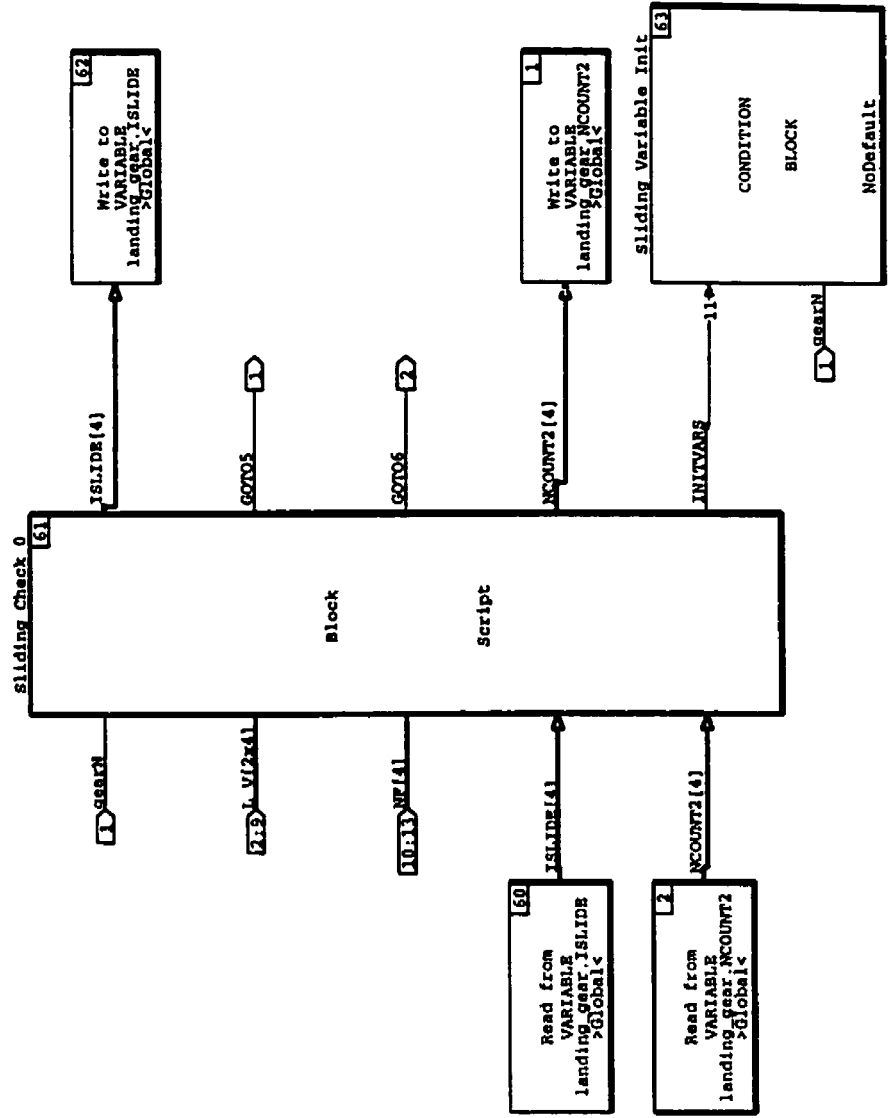 Sliding Check 0
61
Block
Script
1
gearN
2:9
L_V[2x4]
10:13
NF[4]
60
Read from
VARIABLE
landing_gear.ISLIDE
>Global<
ISLIDE[4]
2
Read from
VARIABLE
landing_gear.NCOUNT2
>Global<
NCOUNT2[4]
ISLIDE[4]
62
Write to
VARIABLE
landing_gear.ISLIDE
>Global<
GOTO5
1
GOTO6
2
NCOUNT2[4]
1
Write to
VARIABLE
landing_gear.NCOUNT2
>Global<
INITVARS
11
Sliding Variable Init
63
CONDITION
BLOCK
NoDefault
1
gearN